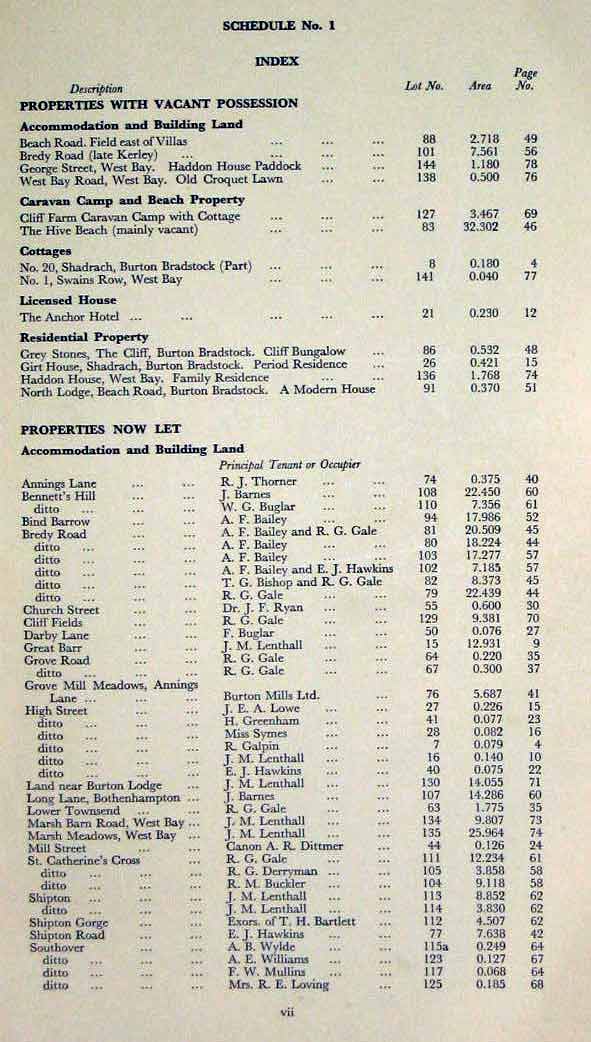 SCHEDULE No. 1
INDEX
Description Lot No. Area Page No.
PROPERTIES WITH VACANT POSSESSION
Accommodation and Building Land
Beach Road. Field east of Villas ... ... ... 88 2.718 49
Bredy Road (late Kerley) ... ... ... ... 101 7.561 56
George Street, West Bay. Haddon House Paddock ... ... 144 1.180 78
West Bay Road, West Bay. Old Croquet Lawn ... ... 138 0.500 76
Caravan Camp and Beach Property
Cliff Farm Caravan Camp with Cottage ... ... ... 127 3.467 69
The Hive Beach (mainly vacant) ... ... ... 83 32.302 46
Cottages
No. 20, Shadrach, Burton Bradstock (Part) ... ... ... 8 0.180 4
No. 1, Swains Row, West Bay ... ... ... 141 0.040 77
Licensed House
The Anchor Hotel ... ... ... ... ... 21 0.230 12
Residential Property
Grey Stones, The Cliff, Burton Bradstock. Cliff Bungalow ... 86 0.532 48
Girt House, Shadrach, Burton Bradstock. Period Residence ... 26 0.421 15
Haddon House, West Bay. Family Residence ... ... 136 1.768 74
North Lodge, Beach Road, Burton Bradstock. A Modern House 91 0.370 51
PROPERTIES NOW LET
Accommodation and Building Land
Principal Tenant or Occupier
Annings Lane ... ... R. J. Thorner ... ... 74 0.375 40
Bennett's Hill ... ... J. Barnes ... ... 108 22.450 60
ditto ... ... ... W. G. Buglar ... ... 110 7.356 61
Bind Barrow ... ... A. F. Bailey ... ... 94 17.986 52
Bredy Road ... ... A. F. Bailey and R. G. Gale 81 20.509 45
ditto ... ... ... A. F. Bailey ... ... 80 18.224 44
ditto ... ... ... A. F. Bailey ... ... 103 17.277 57
ditto ... ... ... A. F. Bailey and E. J. Hawkins 102 7.185 57
ditto ... ... ... T. G. Bishop and R. G. Gale 82 8.373 45
ditto ... ... ... R. G. Gale ... ... 79 22.439 44
Church Street ... ... Dr. J. F. Ryan ... ... 55 0.600 30
Cliff Fields ... ... R. G. Gale ... ... 129 9.381 70
Darby Lane ... ... F. Buglar ... ... 50 0.076 27
Great Barr ... ... J. M. Lenthall ... ... 15 12.931 9
Grove Road ... ... R. G. Gale ... ... 64 0.220 35
ditto ... ... ... R. G. Gale ... ... 67 0.300 37
Grove Mill Meadows, Annings
Lane ... ... ... Burton Mills Ltd. ... 76 5.687 41
High Street ... ... J. E. A. Lowe ... ... 27 0.226 15
ditto ... ... ... H. Greenham ... ... 41 0.077 23
ditto ... ... ... Miss Symes ... ... 28 0.082 16
ditto ... ... ... R. Galpin ... ... 7 0.079 4
ditto ... ... ... J. M. Lenthall ... ... 16 0.140 10
ditto ... ... ... E. J. Hawkins ... ... 40 0.075 22
Land near Burton Lodge ... J. M. Lenthall ... ... 130 14.055 71
Long Lane, Bothenhampton ... J. Barnes ... ... 107 14.286 60
Lower Townsend ... ... R. G. Gale ... ... 63 1.775 35
Marsh Barn Road, West Bay ... J. M. Lenthall ... ... 134 9.807 73
Marsh Meadows, West Bay ... J. M. Lenthall ... ... 135 25.964 74
Mill Street ... ... Canon A. R. Dittmer ... 44 0.126 24
St. Catherine's Cross ... R. G. Gale ... ... 111 12.234 61
ditto ... ... ... R. G. Derryman ... ... 105 3.858 58
ditto ... ... ... R. M. Buckler ... ... 104 9.118 58
Shipton ... ... ... J. M. Lenthall ... ... 113 8.852 62
ditto ... ... ... J. M. Lenthall ... ... 114 3.830 62
Shipton Gorge ... ... Exors. of T. H. Bartlett ... 112 4.507 62
Shipton Road ... ... E. J. Hawkins ... ... 77 7.638 42
Southover ... ... A. B. Wylde ... ... 115a 0.249 64
ditto ... ... ... A. E. Williams ... ... 123 0.127 67
ditto ... ... ... F. W. Mullins ... ... 117 0.068 64
ditto ... ... ... Mrs. R. E. Loving ... 125 0.185 68
vii